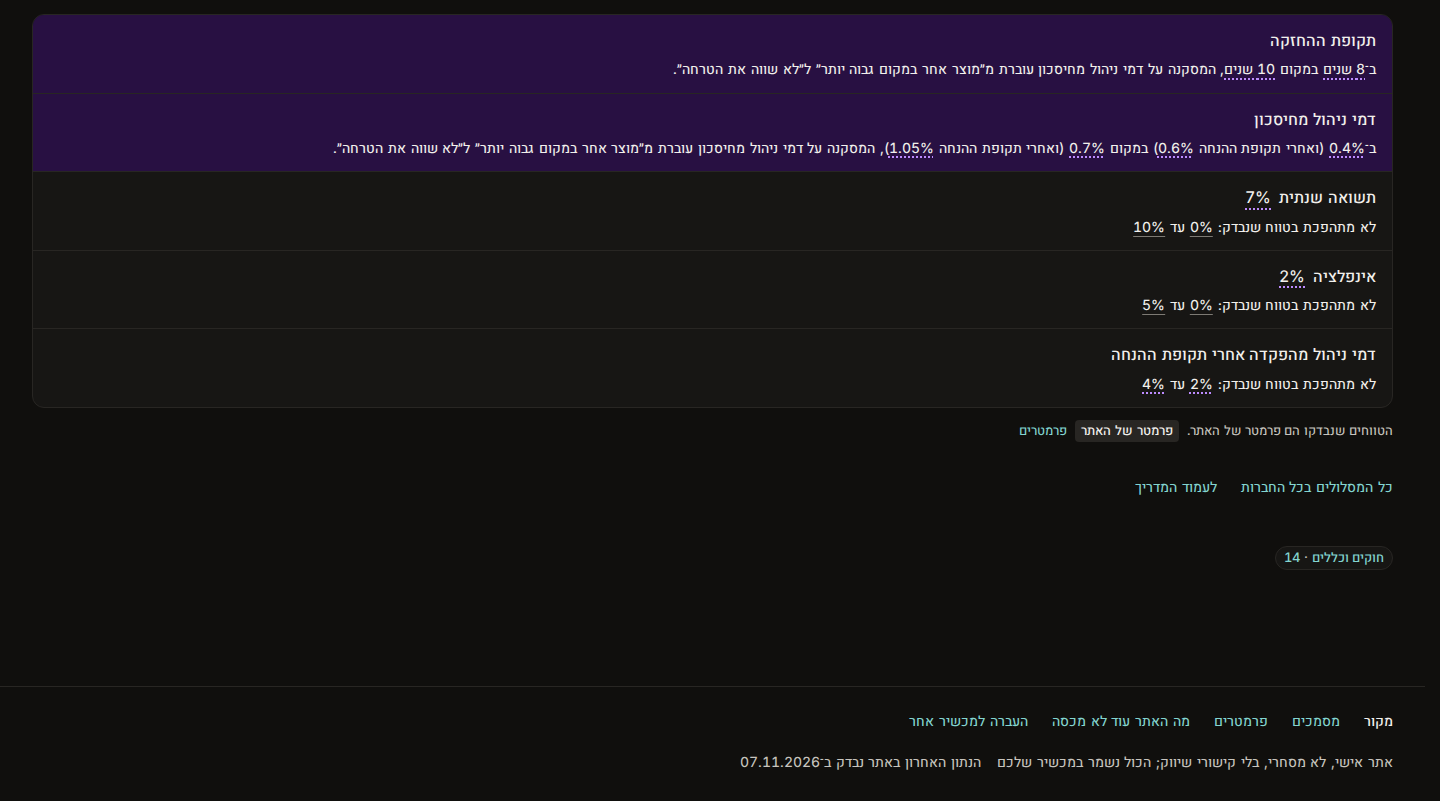 תקופת ההחזקה
ב־8 שנים במקום 10 שנים, המסקנה על דמי ניהול מחיסכון עוברת מ״מוצר אחר במקום גבוה יותר״ ל״לא שווה את הטרחה״.
דמי ניהול מחיסכון
ב־0.4% (ואחרי תקופת ההנחה 0.6%) במקום 0.7% (ואחרי תקופת ההנחה 1.05%), המסקנה על דמי ניהול מחיסכון עוברת מ״מוצר אחר במקום גבוה יותר״ ל״לא שווה את הטרחה״.
תשואה שנתית 7%
לא מתהפכת בטווח שנבדק: 0% עד 10%
אינפלציה 2%
לא מתהפכת בטווח שנבדק: 0% עד 5%
דמי ניהול מהפקדה אחרי תקופת ההנחה
לא מתהפכת בטווח שנבדק: 2% עד 4%
הטווחים שנבדקו הם פרמטר של האתר. פרמטר של האתר פרמטרים
כל המסלולים בכל החברות לעמוד המדריך
חוקים וכללים · 14
מקור מסמכים פרמטרים מה האתר עוד לא מכסה העברה למכשיר אחר
אתר אישי, לא מסחרי, בלי קישורי שיווק; הכול נשמר במכשיר שלכם הנתון האחרון באתר נבדק ב־07.11.2026